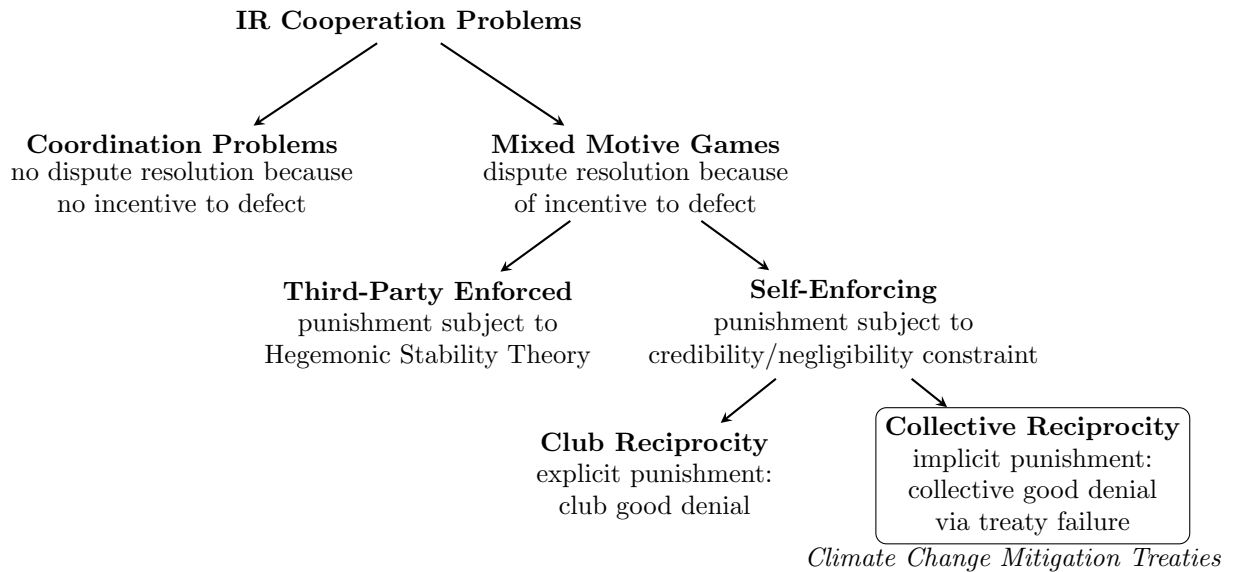 IR Cooperation Problems
Coordination Problems
no dispute resolution because
no incentive to defect
Mixed Motive Games
dispute resolution because
of incentive to defect
Third-Party Enforced
punishment subject to
Hegemonic Stability Theory
Self-Enforcing
punishment subject to
credibility/negligibility constraint
Club Reciprocity
explicit punishment:
club good denial
Collective Reciprocity
implicit punishment:
collective good denial
via treaty failure
Climate Change Mitigation Treaties